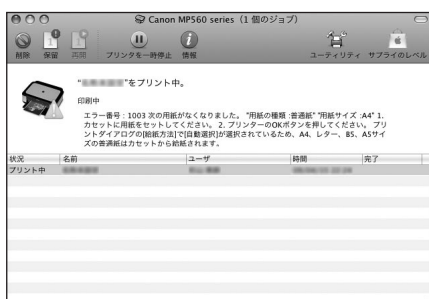 Canon MP560 series（1 個のジョブ）
削除 保留 再開 プリンタを一時停止 情報 ユーティリティ サプライのレベル
"をプリント中。
印刷中
エラー番号：1003 次の用紙がなくなりました。 "用紙の種類 :普通紙" "用紙サイズ :A4" 1.
カセットに用紙をセットしてください。 2. プリンターのOKボタンを押してください。 プリ
ントダイアログの[給紙方法]で[自動選択]が選択されているため、A4、レター、B5、A5サイ
ズの普通紙はカセットから給紙されます。
状況 名前 ユーザ 時間 完了
プリント中